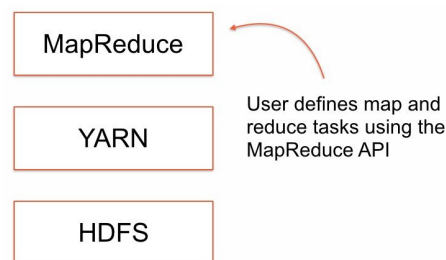 MapReduce
User defines map and
reduce tasks using the
MapReduce API
YARN
HDFS